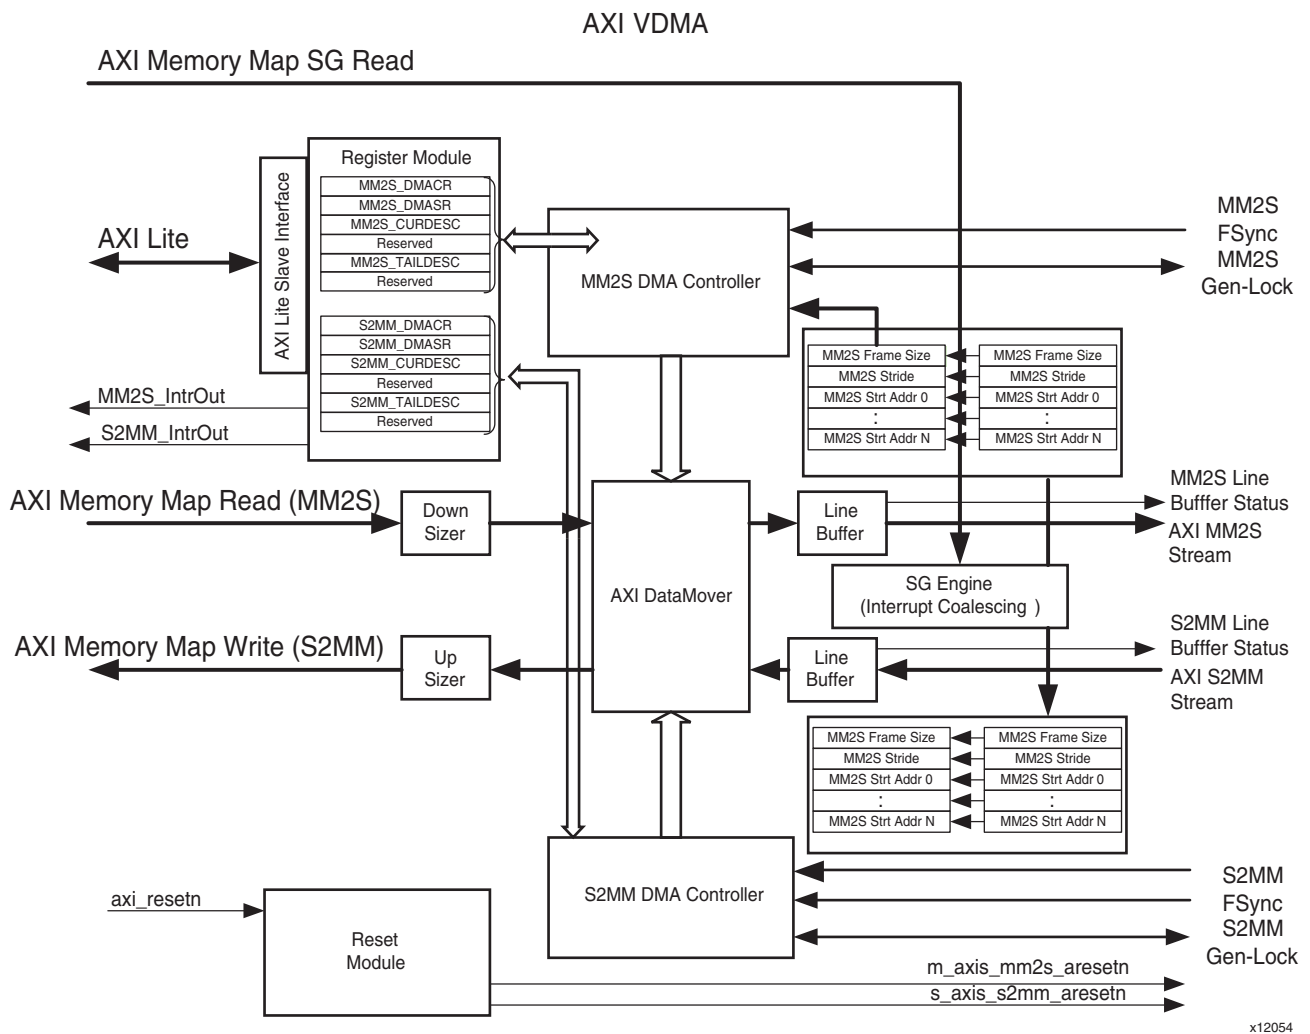 AXI VDMA
AXI Memory Map SG Read
Register Module
MM2S_DMACR
MM2S_DMASR
MM2S_CURDESC
Reserved
MM2S_TAILDESC
Reserved
S2MM_DMACR
S2MM_DMASR
S2MM_CURDESC
Reserved
S2MM_TAILDESC
Reserved
AXI Lite Slave Interface
AXI Lite
MM2S_IntrOut
S2MM_IntrOut
MM2S DMA Controller
MM2S
FSync
MM2S
Gen-Lock
MM2S Frame Size
MM2S Stride
MM2S Strt Addr 0
:
MM2S Strt Addr N
MM2S Frame Size
MM2S Stride
MM2S Strt Addr 0
:
MM2S Strt Addr N
AXI Memory Map Read (MM2S)
Down
Sizer
Line
Buffer
MM2S Line
Bufffer Status
AXI MM2S
Stream
AXI DataMover
SG Engine
(Interrupt Coalescing )
AXI Memory Map Write (S2MM)
Up
Sizer
Line
Buffer
S2MM Line
Bufffer Status
AXI S2MM
Stream
MM2S Frame Size
MM2S Stride
MM2S Strt Addr 0
:
MM2S Strt Addr N
MM2S Frame Size
MM2S Stride
MM2S Strt Addr 0
:
MM2S Strt Addr N
S2MM DMA Controller
S2MM
FSync
S2MM
Gen-Lock
axi_resetn
Reset
Module
m_axis_mm2s_aresetn
s_axis_s2mm_aresetn
x12054